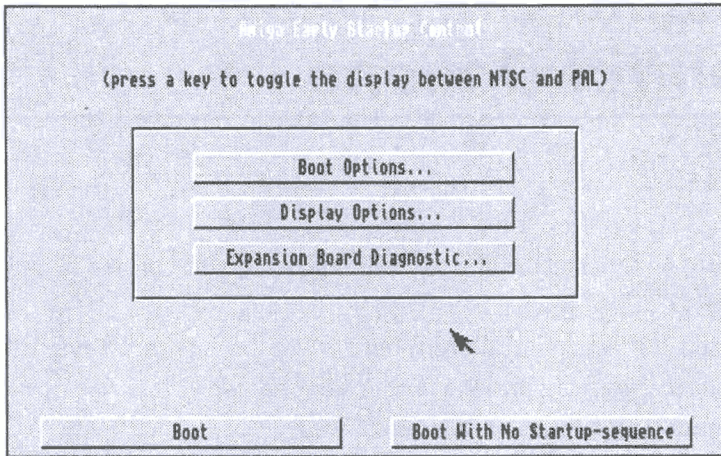 Amiga Early Startup Control
(press a key to toggle the display between NTSC and PAL)
Boot Options...
Display Options...
Expansion Board Diagnostic...
Boot
Boot With No Startup-sequence